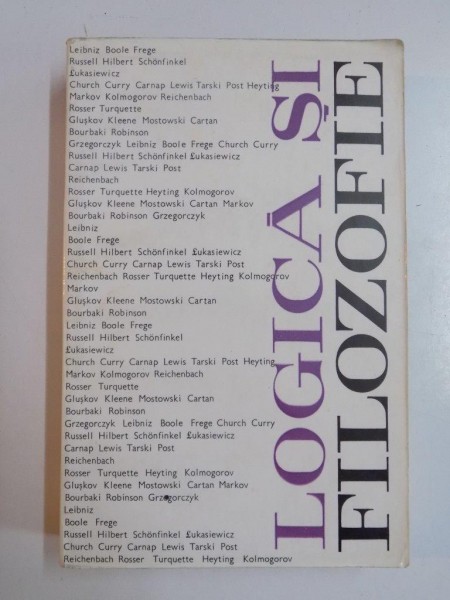 Leibniz Boole Frege
Russell Hilbert Schönfinkel
Łukasiewicz
Church Curry Carnap Lewis Tarski Post Heyting
Markov Kolmogorov Reichenbach
Rosser Turquette
Glușkov Kleene Mostowski Cartan
Bourbaki Robinson
Grzegorczyk Leibniz Boole Frege Church Curry
Russell Hilbert Schönfinkel Łukasiewicz
Carnap Lewis Tarski Post
Reichenbach
Rosser Turquette Heyting Kolmogorov
Glușkov Kleene Mostowski Cartan Markov
Bourbaki Robinson Grzegorczyk
Leibniz
Boole Frege
Russell Hilbert Schönfinkel Łukasiewicz
Church Curry Carnap Lewis Tarski Post
Reichenbach Rosser Turquette Heyting Kolmogorov
Markov
Glușkov Kleene Mostowski Cartan
Bourbaki Robinson
Leibniz Boole Frege
Russell Hilbert Schönfinkel
Łukasiewicz
Church Curry Carnap Lewis Tarski Post Heyting
Markov Kolmogorov Reichenbach
Rosser Turquette
Glușkov Kleene Mostowski Cartan
Bourbaki Robinson
Grzegorczyk Leibniz Boole Frege Church Curry
Russell Hilbert Schönfinkel Łukasiewicz
Carnap Lewis Tarski Post
Reichenbach
Rosser Turquette Heyting Kolmogorov
Glușkov Kleene Mostowski Cartan Markov
Bourbaki Robinson Grzegorczyk
Leibniz
Boole Frege
Russell Hilbert Schönfinkel Łukasiewicz
Church Curry Carnap Lewis Tarski Post
Reichenbach Rosser Turquette Heyting Kolmogorov
LOGICĂ ȘI
FILOZOFIE